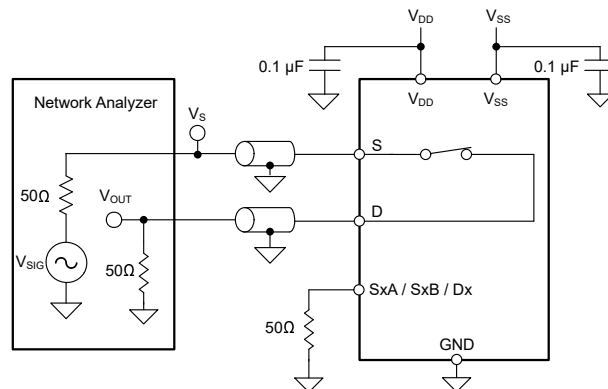 V_DD
V_SS
0.1 µF
0.1 µF
V_DD
V_SS
Network Analyzer
V_S
S
50Ω
V_OUT
D
V_SIG
50Ω
SxA / SxB / Dx
50Ω
GND